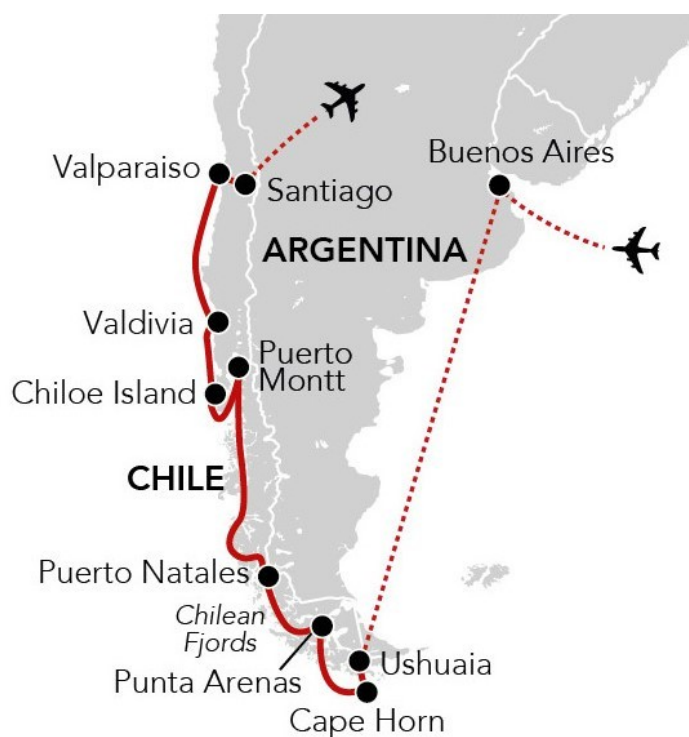 Valparaiso
Santiago
Buenos Aires
ARGENTINA
Valdivia
Puerto
Montt
Chiloe Island
CHILE
Puerto Natales
Chilean
Fjords
Punta Arenas
Ushuaia
Cape Horn